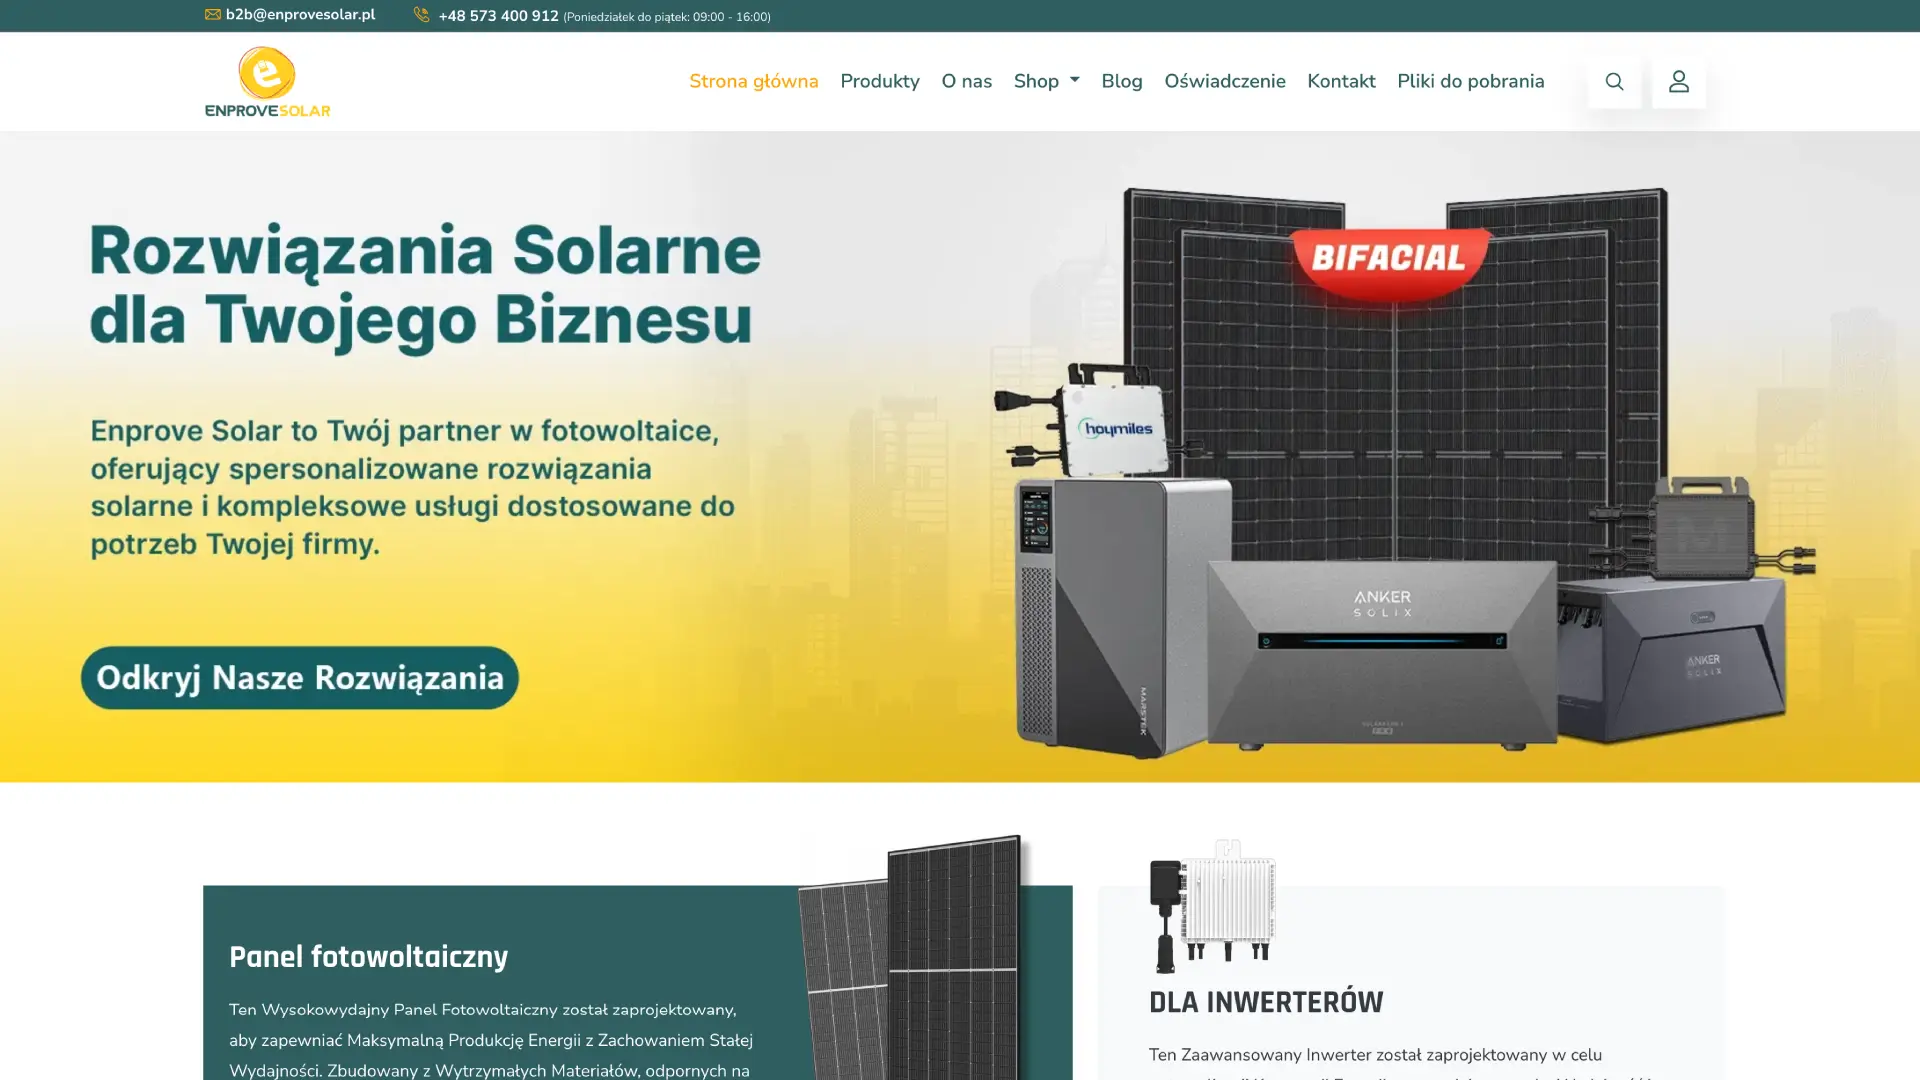 b2b@enprovesolar.pl
+48 573 400 912 (Poniedziałek do piątek: 09:00 - 16:00)
e
ENPROVESOLAR
Strona główna
Produkty
O nas
Shop
Blog
Oświadczenie
Kontakt
Pliki do pobrania
Rozwiązania Solarne
dla Twojego Biznesu
Enprove Solar to Twój partner w fotowoltaice,
oferujący spersonalizowane rozwiązania
solarne i kompleksowe usługi dostosowane do
potrzeb Twojej firmy.
Odkryj Nasze Rozwiązania
BIFACIAL
hoymiles
MARSTEK
ANKER
SOLIX
ANKER
SOLIX
Panel fotowoltaiczny
Ten Wysokowydajny Panel Fotowoltaiczny został zaprojektowany,
aby zapewniać Maksymalną Produkcję Energii z Zachowaniem Stałej
Wydajności. Zbudowany z Wytrzymałych Materiałów, odpornych na
DLA INWERTERÓW
Ten Zaawansowany Inwerter został zaprojektowany w celu